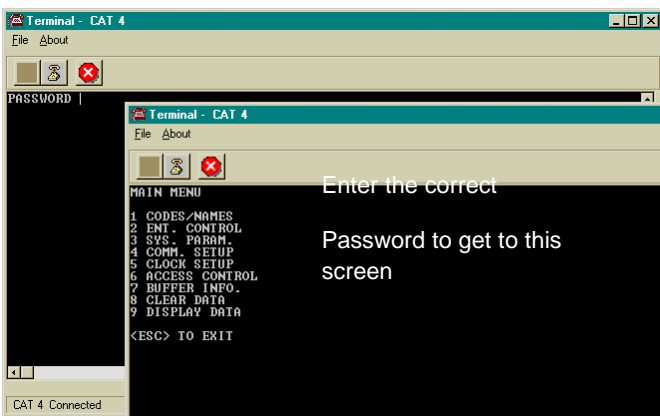 Terminal - CAT 4
File About
PASSWORD
Terminal - CAT 4
File About
MAIN MENU
1 CODES/NAMES
2 ENT. CONTROL
3 SYS. PARAM.
4 COMM. SETUP
5 CLOCK SETUP
6 ACCESS CONTROL
7 BUFFER INFO.
8 CLEAR DATA
9 DISPLAY DATA
<ESC> TO EXIT
Enter the correct
Password to get to this
screen
CAT 4 Connected